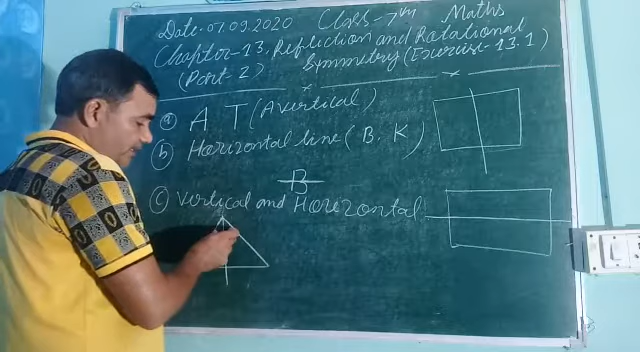 Date. 07.09.2020 Class - 7th Maths
Chapter-13. Reflection and Rotational
(Part-2) Symmetry (Exercise-13.1)
(a) A T (A vertical)
(b) Horizontal line (B, K)
B
(c) Vertical and Horizontal